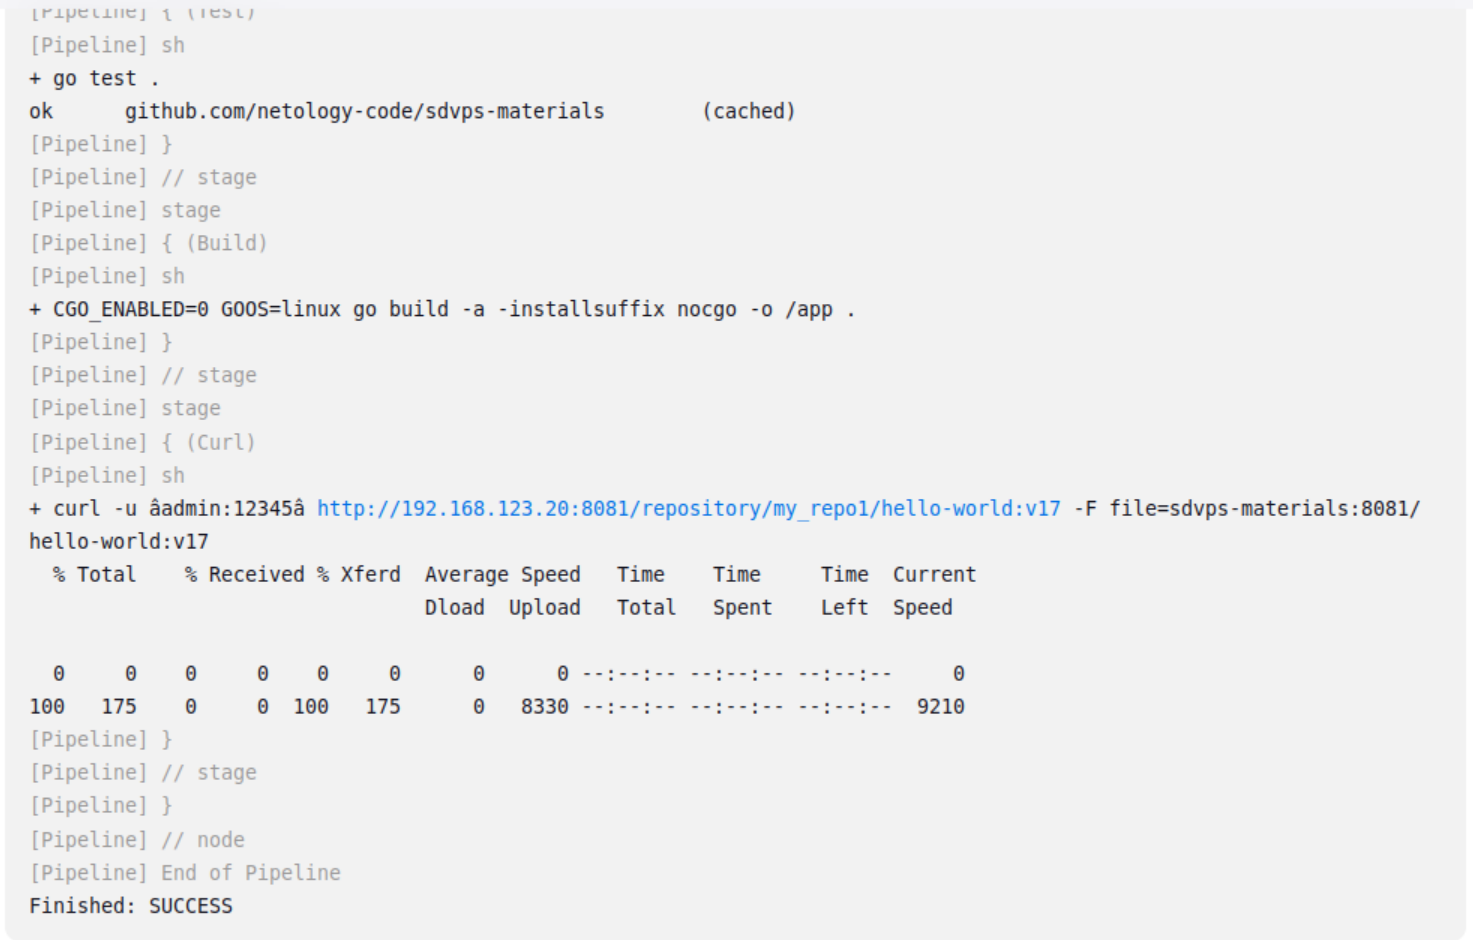 [Pipeline] { (Test)
[Pipeline] sh
+ go test .
ok      github.com/netology-code/sdvps-materials        (cached)
[Pipeline] }
[Pipeline] // stage
[Pipeline] stage
[Pipeline] { (Build)
[Pipeline] sh
+ CGO_ENABLED=0 GOOS=linux go build -a -installsuffix nocgo -o /app .
[Pipeline] }
[Pipeline] // stage
[Pipeline] stage
[Pipeline] { (Curl)
[Pipeline] sh
+ curl -u âadmin:12345â http://192.168.123.20:8081/repository/my_repo1/hello-world:v17 -F file=sdvps-materials:8081/
hello-world:v17
  % Total    % Received % Xferd  Average Speed   Time    Time     Time  Current
                                 Dload  Upload   Total   Spent    Left  Speed
  0     0    0     0    0     0      0      0 --:--:-- --:--:-- --:--:--     0
100   175    0     0  100   175      0   8330 --:--:-- --:--:-- --:--:--  9210
[Pipeline] }
[Pipeline] // stage
[Pipeline] }
[Pipeline] // node
[Pipeline] End of Pipeline
Finished: SUCCESS